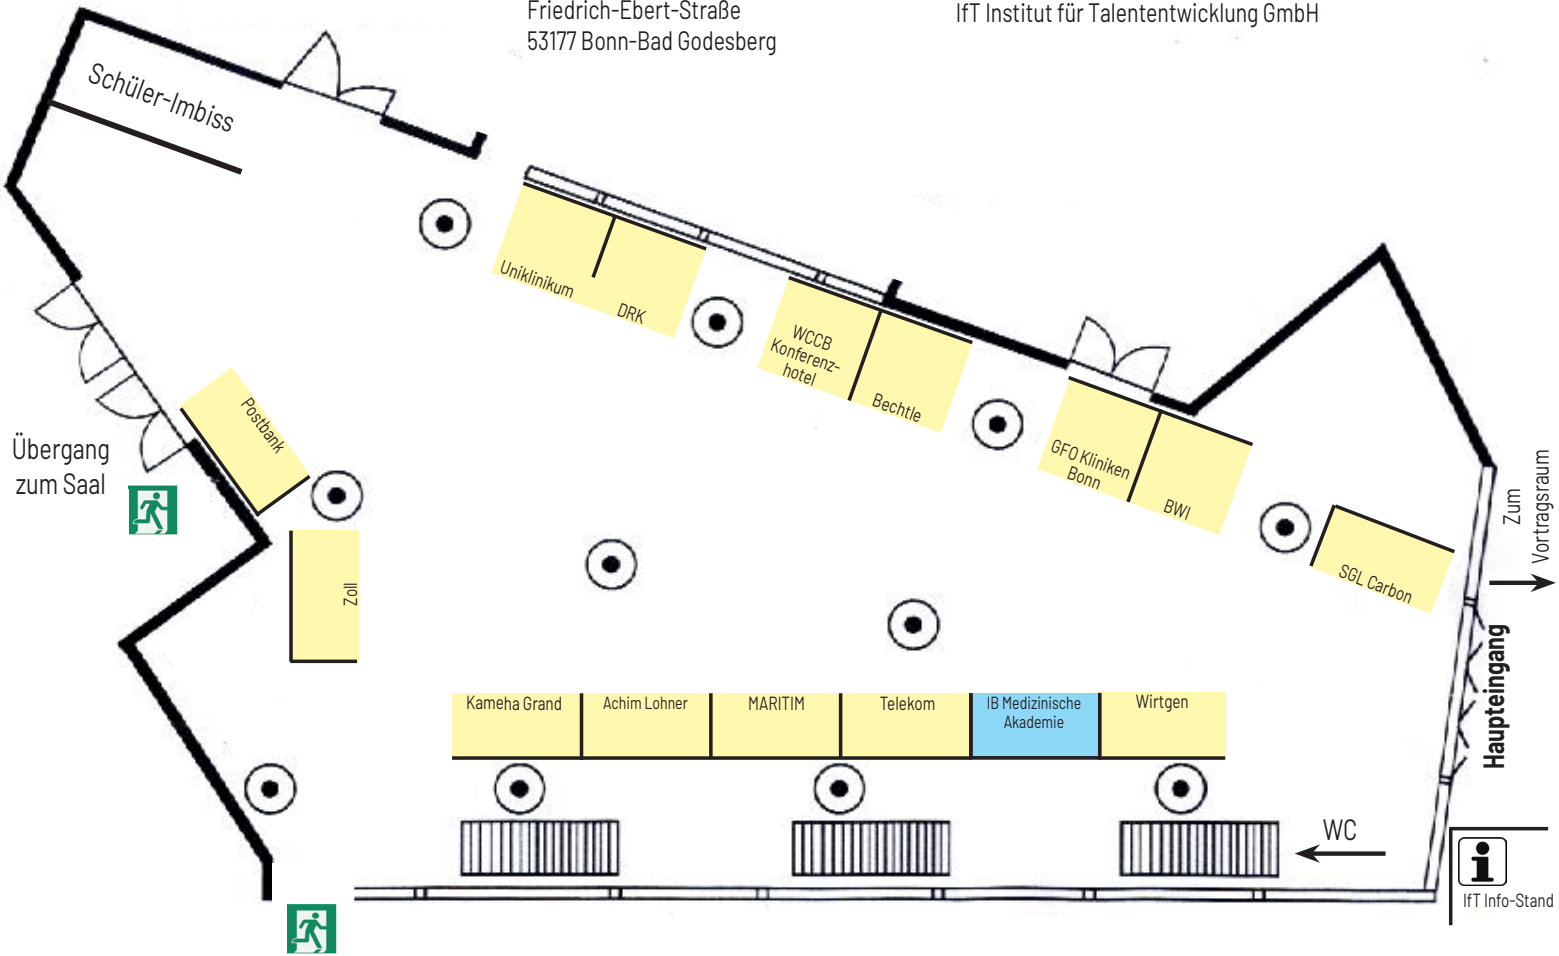 Friedrich-Ebert-Straße
53177 Bonn-Bad Godesberg
IfT Institut für Talententwicklung GmbH
Schüler-Imbiss
Uniklinikum
DRK
WCCB
Konferenz-
hotel
Bechtle
GFO Kliniken
Bonn
BWI
SGL Carbon
Postbank
Übergang
zum Saal
Zoll
Zum
Vortragsraum
Haupteingang
Kameha Grand
Achim Lohner
MARITIM
Telekom
IB Medizinische
Akademie
Wirtgen
WC
i
IfT Info-Stand